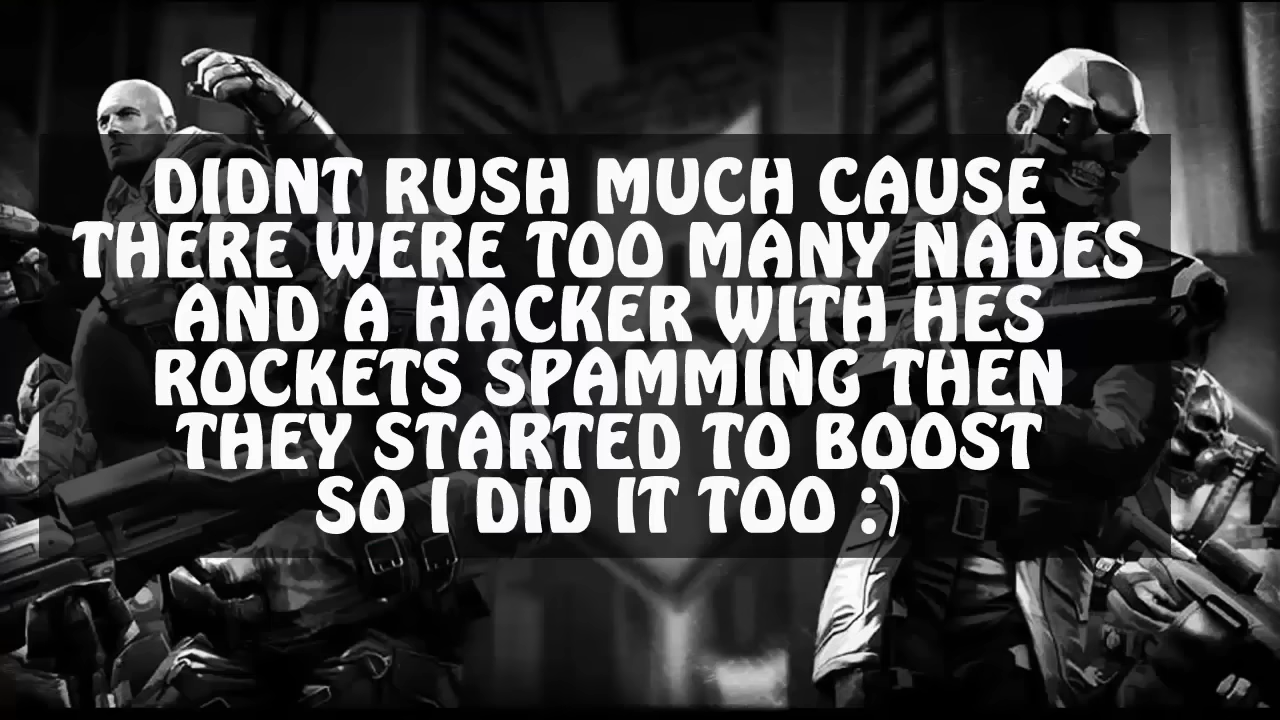 DIDNT RUSH MUCH CAUSE
THERE WERE TOO MANY NADES
AND A HACKER WITH HES
ROCKETS SPAMMING THEN
THEY STARTED TO BOOST
SO I DID IT TOO :)